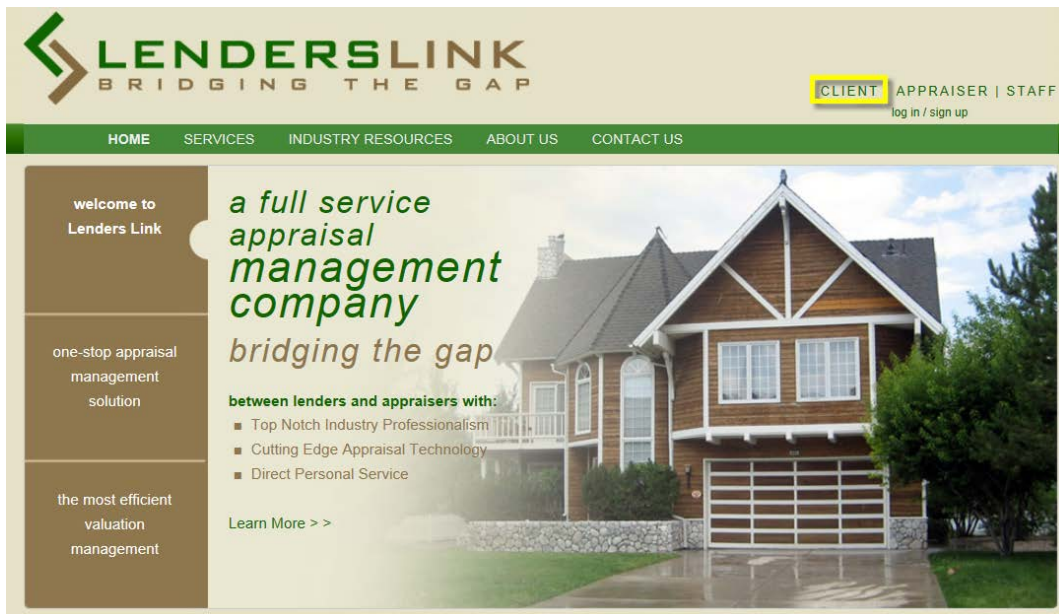 LENDERSLINK
BRIDGING THE GAP
CLIENT APPRAISER | STAFF
log in / sign up
HOME SERVICES INDUSTRY RESOURCES ABOUT US CONTACT US
welcome to
Lenders Link
one-stop appraisal
management
solution
the most efficient
valuation
management
a full service
appraisal
management
company
bridging the gap
between lenders and appraisers with:
■ Top Notch Industry Professionalism
■ Cutting Edge Appraisal Technology
■ Direct Personal Service
Learn More > >